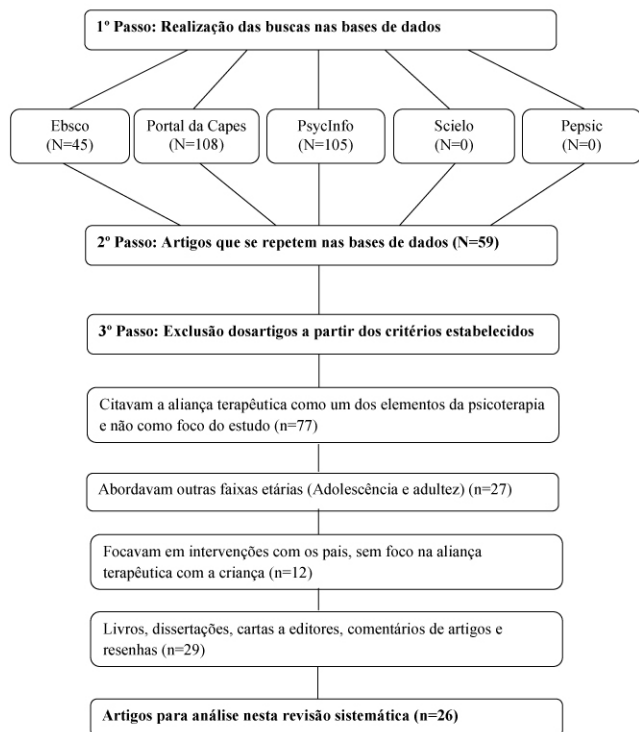 1º Passo: Realização das buscas nas bases de dados
Ebsco
(N=45)
Portal da Capes
(N=108)
PsycInfo
(N=105)
Scielo
(N=0)
Pepsic
(N=0)
2º Passo: Artigos que se repetem nas bases de dados (N=59)
3º Passo: Exclusão dosartigos a partir dos critérios estabelecidos
Citavam a aliança terapêutica como um dos elementos da psicoterapia
e não como foco do estudo (n=77)
Abordavam outras faixas etárias (Adolescência e adultez) (n=27)
Focavam em intervenções com os pais, sem foco na aliança
terapêutica com a criança (n=12)
Livros, dissertações, cartas a editores, comentários de artigos e
resenhas (n=29)
Artigos para análise nesta revisão sistemática (n=26)